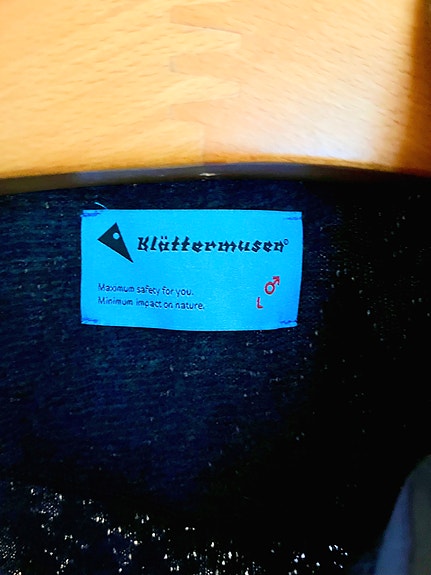 Klättermusen©
Maximum safety for you.
Minimum impact on nature.
♂
L